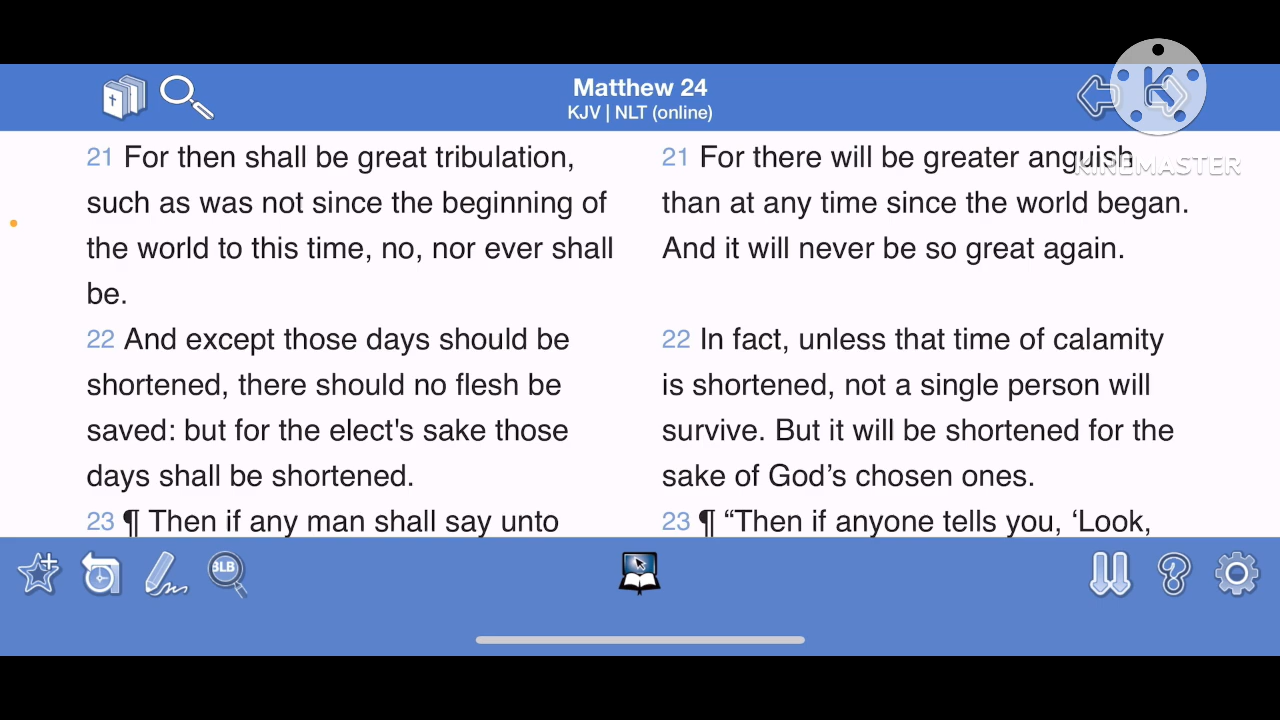 Matthew 24
KJV | NLT (online)
KINEMASTER
21 For then shall be great tribulation,
such as was not since the beginning of
the world to this time, no, nor ever shall
be.
22 And except those days should be
shortened, there should no flesh be
saved: but for the elect's sake those
days shall be shortened.
23 ¶ Then if any man shall say unto
21 For there will be greater anguish
than at any time since the world began.
And it will never be so great again.
22 In fact, unless that time of calamity
is shortened, not a single person will
survive. But it will be shortened for the
sake of God’s chosen ones.
23 ¶ “Then if anyone tells you, ‘Look,
BLB